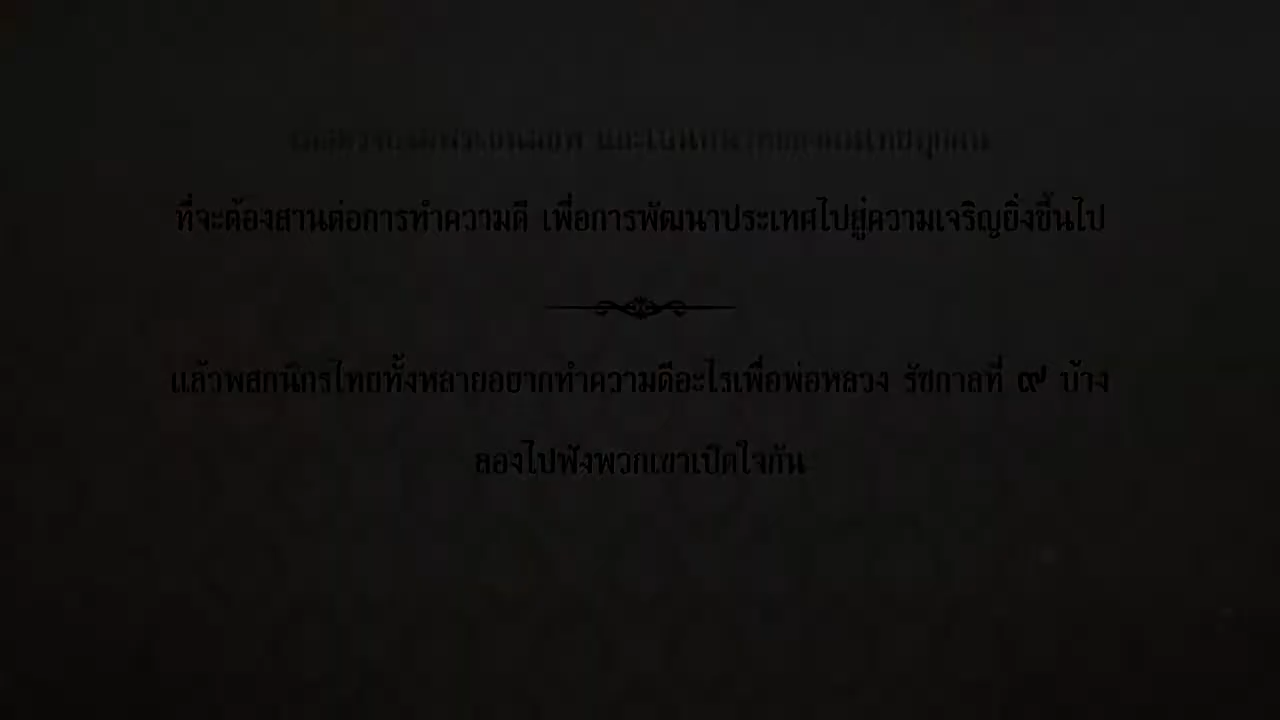 ที่จะต้องสานต่อการทำความดี เพื่อการพัฒนาประเทศไปสู่ความเจริญยิ่งขึ้นไป
แล้วพสกนิกรไทยทั้งหลายอยากทำความดีอะไรเพื่อพ่อหลวง รัชกาลที่ ๙ บ้าง
ลองไปฟังพวกเขาเปิดใจกัน